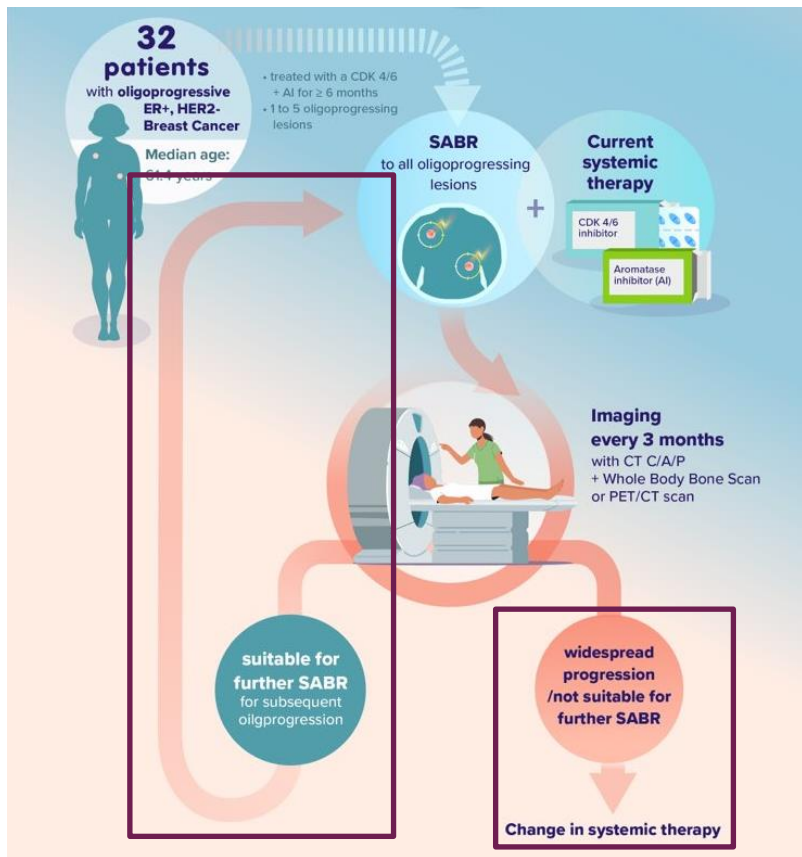 32
patients
with oligoprogressive
ER+, HER2-
Breast Cancer
Median age:
61.4 years
• treated with a CDK 4/6
+ AI for ≥ 6 months
• 1 to 5 oligoprogressing
lesions
SABR
to all oligoprogressing
lesions
+
Current
systemic
therapy
CDK 4/6
inhibitor
Aromatase
inhibitor (AI)
Imaging
every 3 months
with CT C/A/P
+ Whole Body Bone Scan
or PET/CT scan
suitable for
further SABR
for subsequent
oilgprogression
widespread
progression
/not suitable for
further SABR
Change in systemic therapy